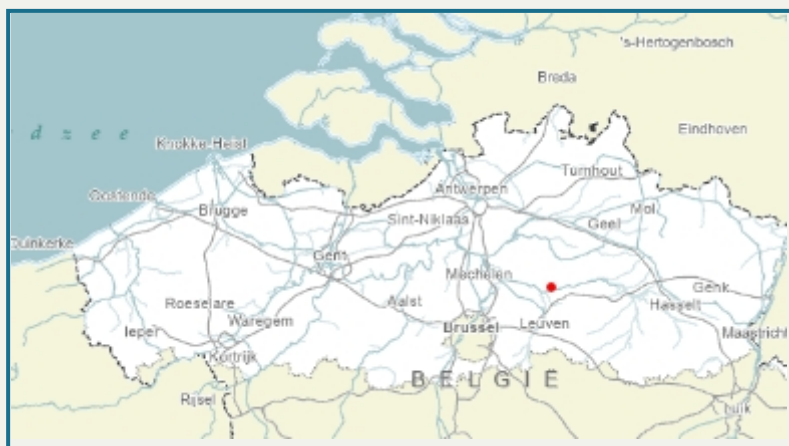 's-Hertogenbosch
Breda
d z e e
Eindhoven
Knokke-Heist
Turnhout
Antwerpen
Oostende
Brugge
Sint-Niklaas
Mol
Geel
Duinkerke
Gent
Mechelen
Genk
Roeselare
Aalst
Hasselt
Ieper
Waregem
Brussel
Leuven
Maastricht
Kortrijk
BELGIË
Rijsel
Luik